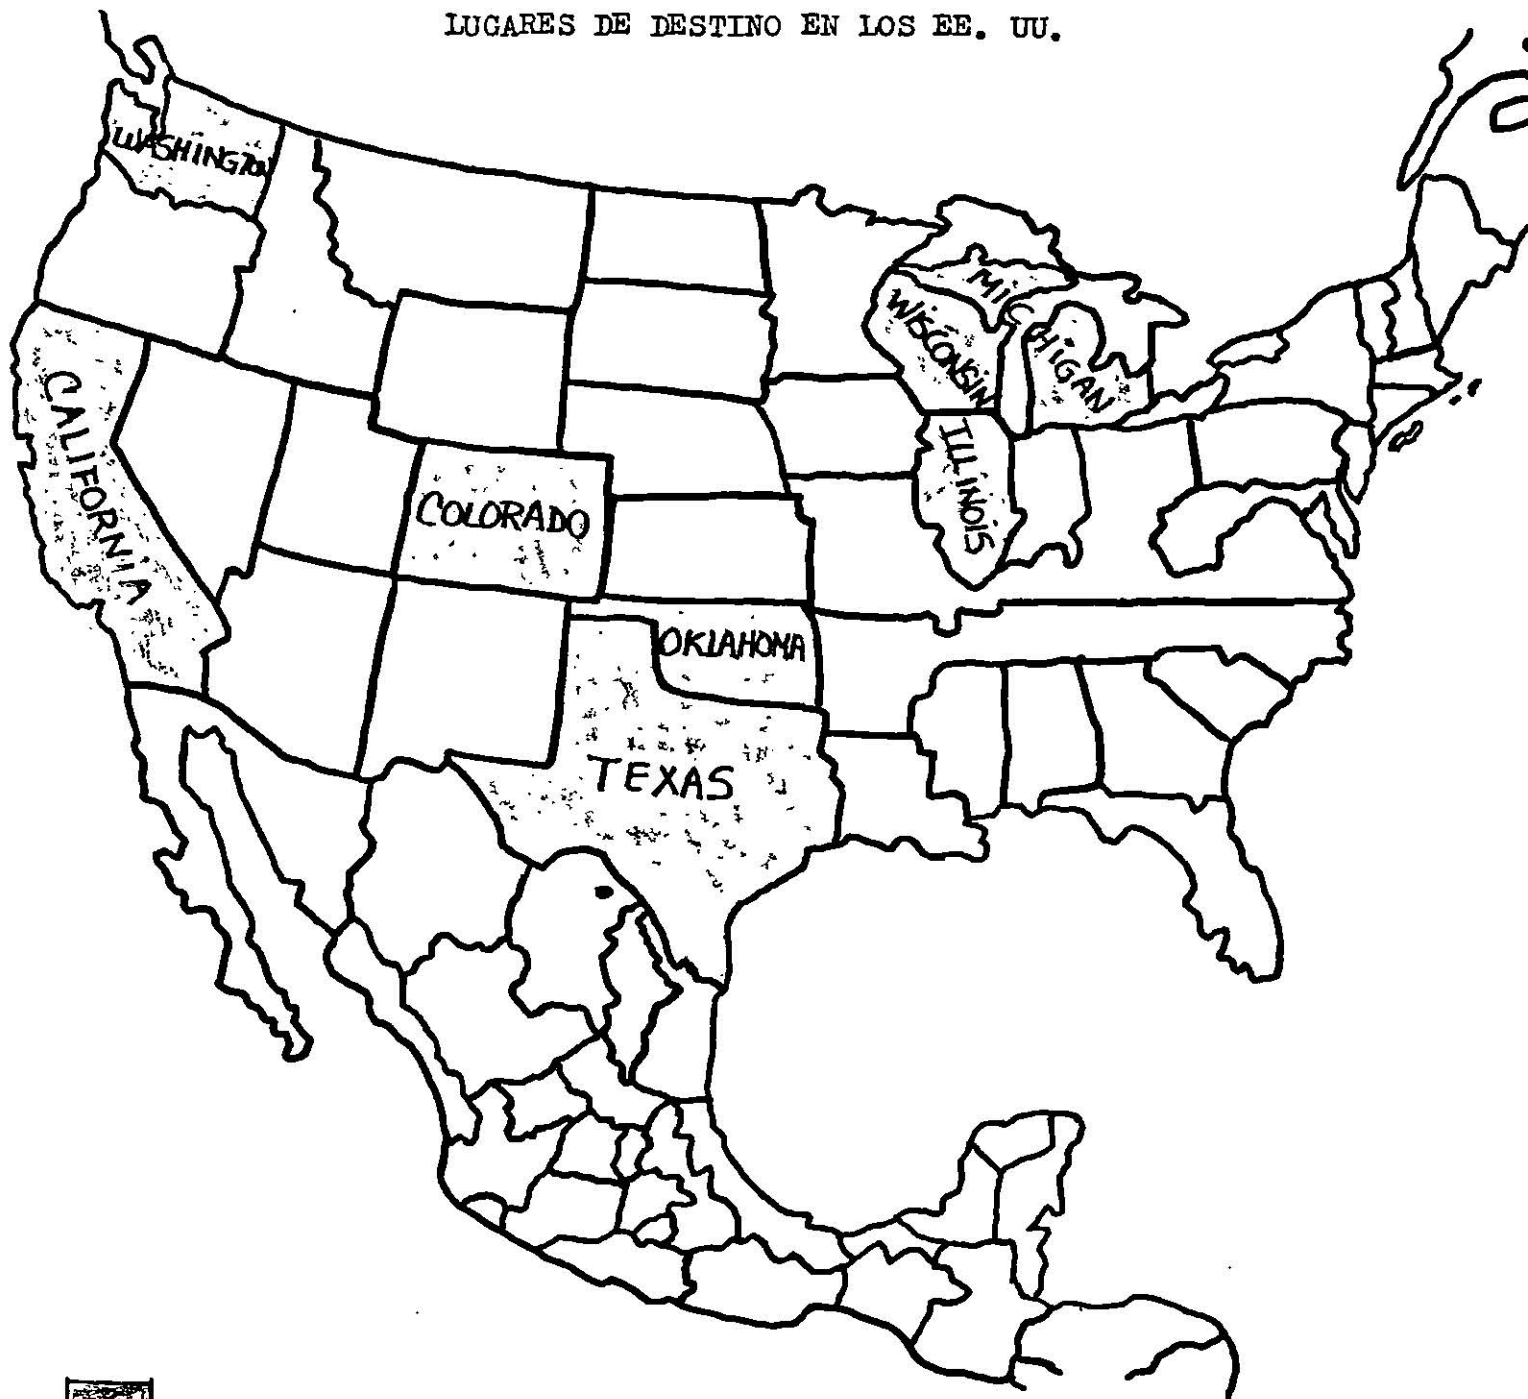 LUGARES DE DESTINO EN LOS EE. UU.
WASHINGTON
MICHIGAN
WISCONSIN
CALIFORNIA
ILLINOIS
COLORADO
OKLAHOMA
TEXAS